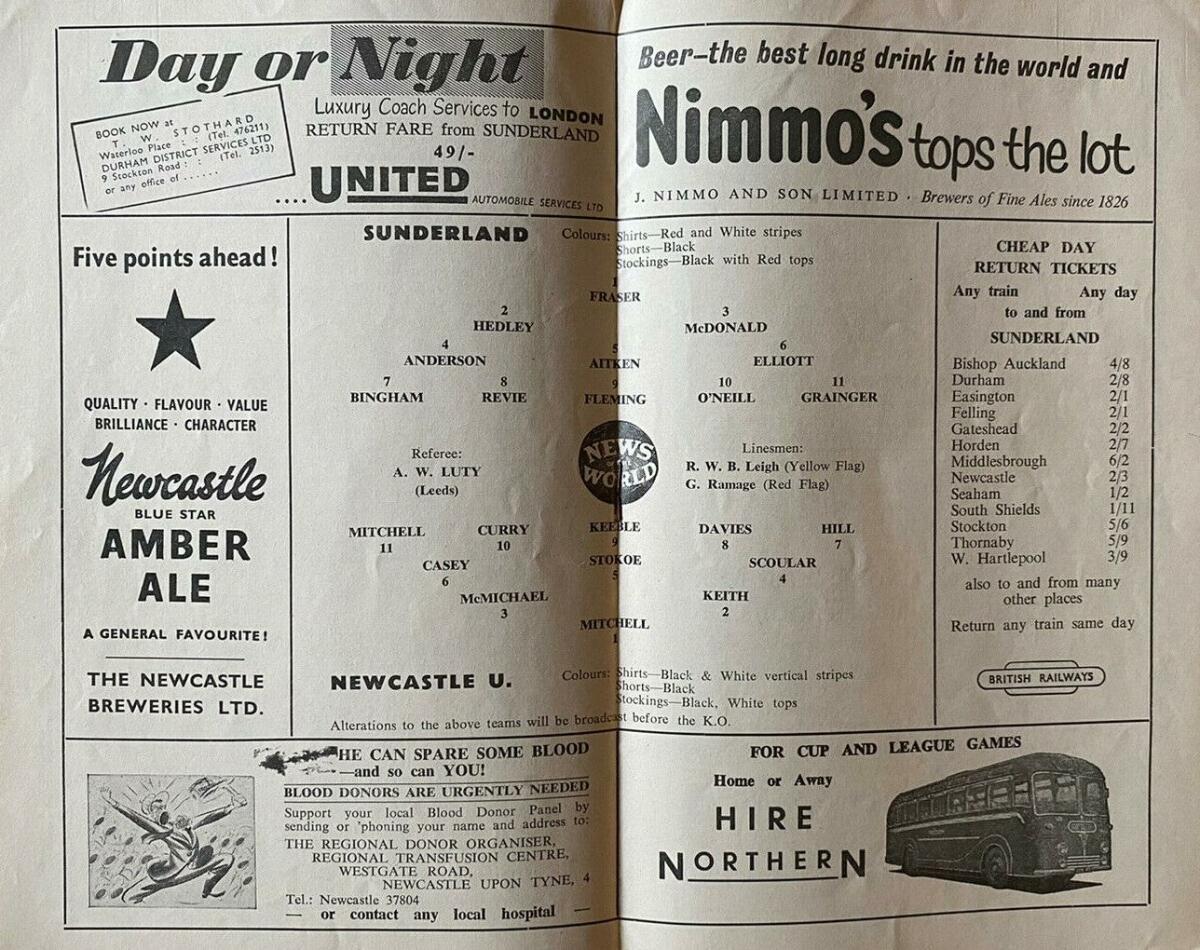 Day or Night
Luxury Coach Services to LONDON
RETURN FARE from SUNDERLAND
49/-
BOOK NOW at
T. W. STOTHARD
Waterloo Place : : (Tel. 476211)
DURHAM DISTRICT SERVICES LTD
9 Stockton Road : : (Tel. 2513)
or any office of ......
....UNITED AUTOMOBILE SERVICES LTD
Beer-the best long drink in the world and
Nimmo's tops the lot
J. NIMMO AND SON LIMITED · Brewers of Fine Ales since 1826
Five points ahead!
QUALITY · FLAVOUR · VALUE
BRILLIANCE · CHARACTER
Newcastle
BLUE STAR
AMBER
ALE
A GENERAL FAVOURITE!
THE NEWCASTLE
BREWERIES LTD.
SUNDERLAND Colours: Shirts—Red and White stripes
Shorts—Black
Stockings—Black with Red tops
1
FRASER
2 3
HEDLEY McDONALD
4 5 6
ANDERSON AITKEN ELLIOTT
7 8 9 10 11
BINGHAM REVIE FLEMING O'NEILL GRAINGER
Referee:
A. W. LUTY
(Leeds)
NEWS
OF THE
WORLD
Linesmen:
R. W. B. Leigh (Yellow Flag)
G. Ramage (Red Flag)
MITCHELL CURRY KEEBLE DAVIES HILL
11 10 9 8 7
CASEY STOKOE SCOULAR
6 5 4
McMICHAEL KEITH
3 2
MITCHELL
1
NEWCASTLE U. Colours: Shirts—Black & White vertical stripes
Shorts—Black
Stockings—Black, White tops
Alterations to the above teams will be broadcast before the K.O.
CHEAP DAY
RETURN TICKETS
Any train Any day
to and from
SUNDERLAND
Bishop Auckland 4/8
Durham 2/8
Easington 2/1
Felling 2/1
Gateshead 2/2
Horden 2/7
Middlesbrough 6/2
Newcastle 2/3
Seaham 1/2
South Shields 1/11
Stockton 5/6
Thornaby 5/9
W. Hartlepool 3/9
also to and from many
other places
Return any train same day
BRITISH RAILWAYS
HE CAN SPARE SOME BLOOD
—and so can YOU!
BLOOD DONORS ARE URGENTLY NEEDED
Support your local Blood Donor Panel by
sending or 'phoning your name and address to:
THE REGIONAL DONOR ORGANISER,
REGIONAL TRANSFUSION CENTRE,
WESTGATE ROAD,
NEWCASTLE UPON TYNE, 4
Tel.: Newcastle 37804
— or contact any local hospital —
FOR CUP AND LEAGUE GAMES
Home or Away
HIRE
NORTHERN